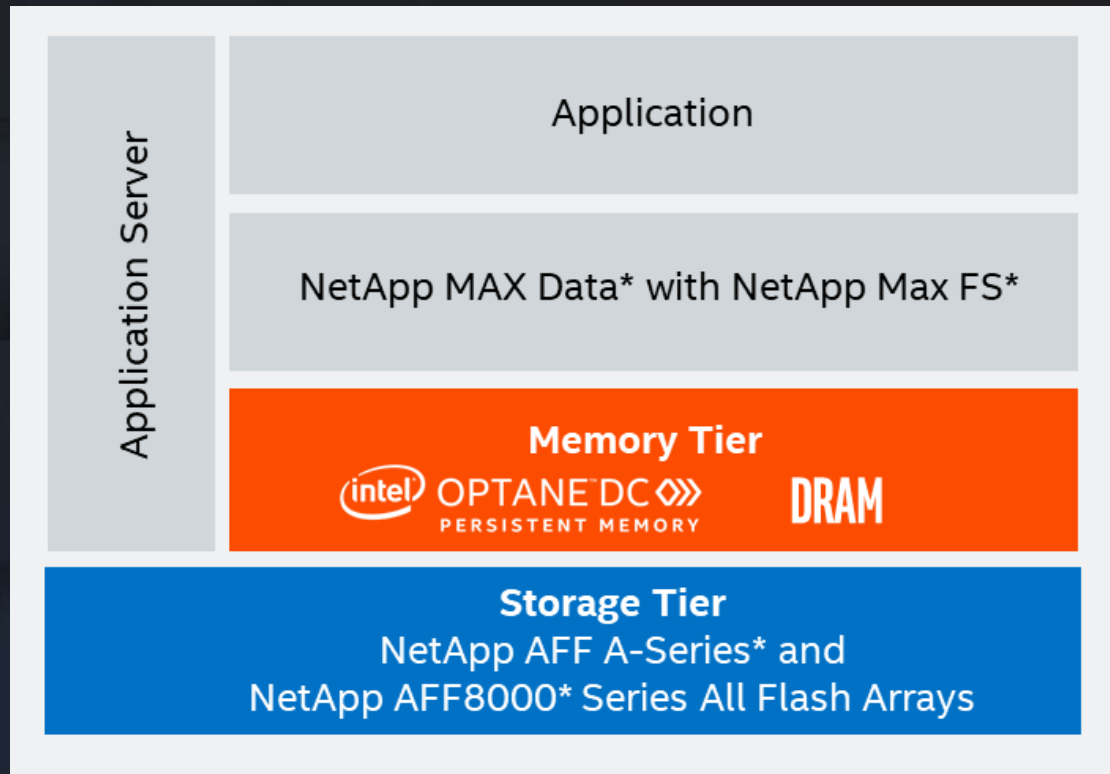 Application Server
Application
NetApp MAX Data* with NetApp Max FS*
Memory Tier
intel OPTANE™ DC
PERSISTENT MEMORY
DRAM
Storage Tier
NetApp AFF A-Series* and
NetApp AFF8000* Series All Flash Arrays